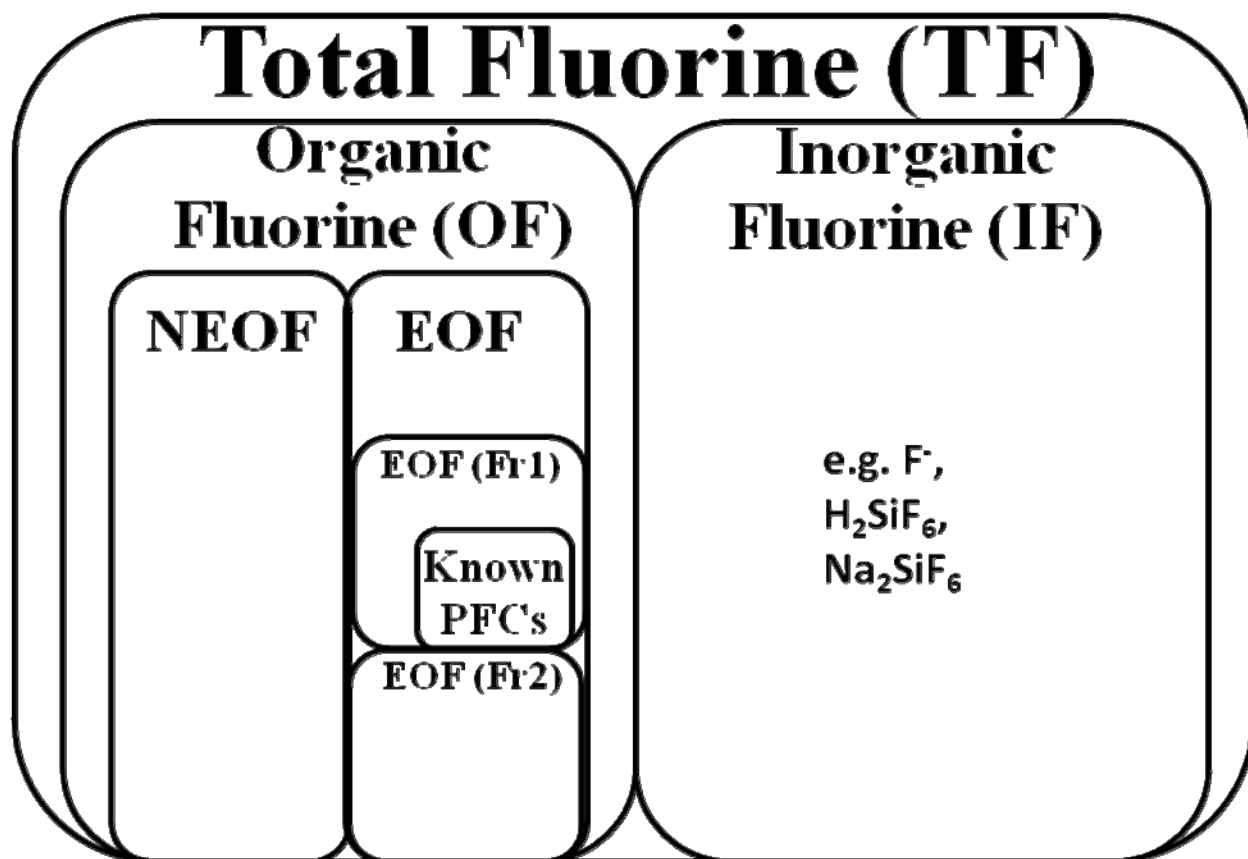 Total Fluorine (TF)
Organic
Fluorine (OF)
Inorganic
Fluorine (IF)
NEOF
EOF
EOF (Fr1)
Known
PFCs
EOF (Fr2)
e.g. F⁻,
H₂SiF₆,
Na₂SiF₆